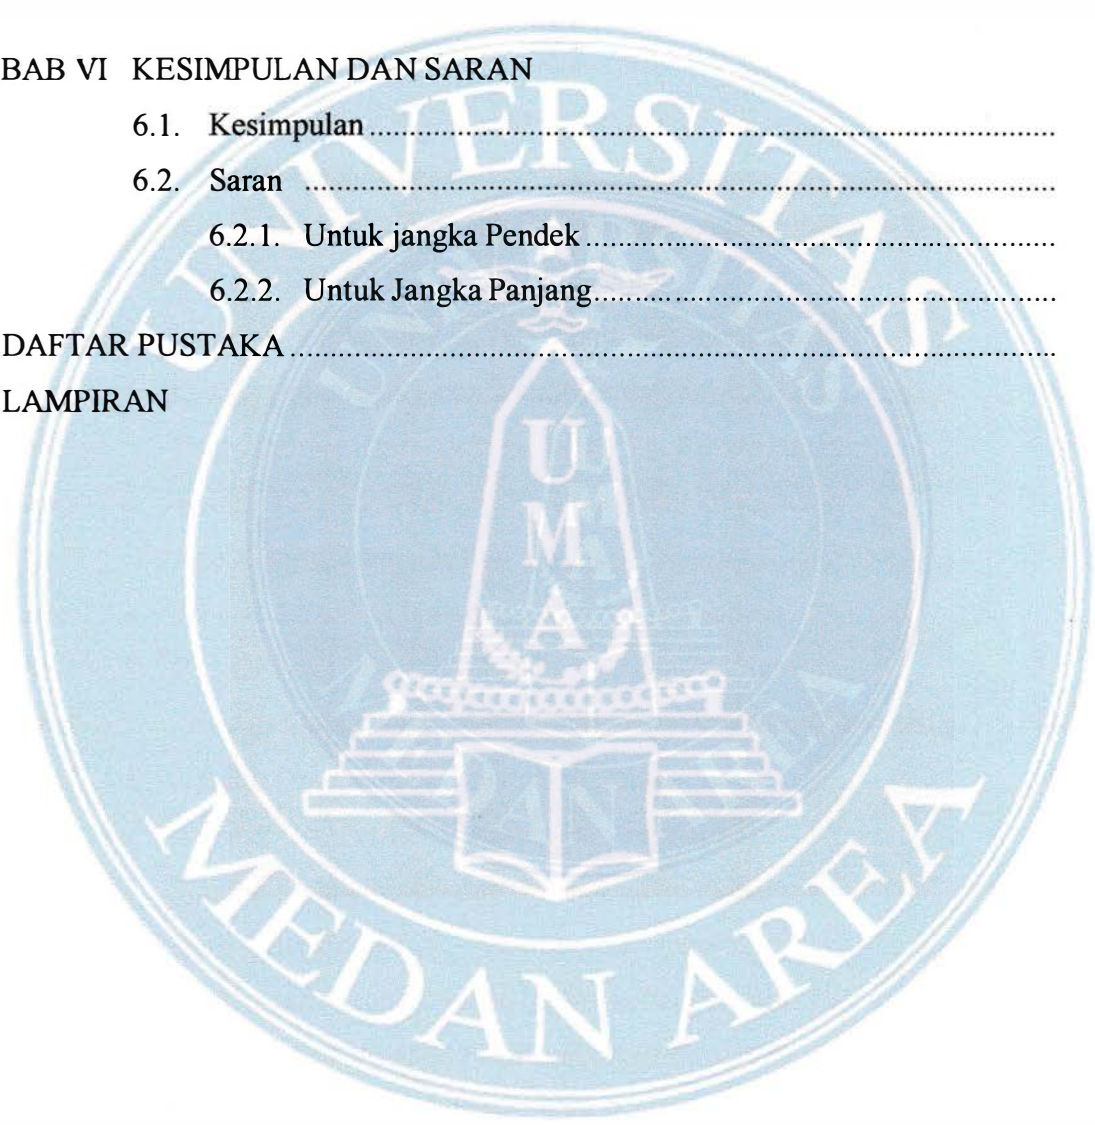 BAB VI KESIMPULAN DAN SARAN
6.1. Kesimpulan ........................................................................
6.2. Saran ........................................................................
6.2.1. Untuk jangka Pendek ........................................................................
6.2.2. Untuk Jangka Panjang........................................................................
DAFTAR PUSTAKA ........................................................................
LAMPIRAN
UNIVERSITAS
U
M
A
MEDAN AREA